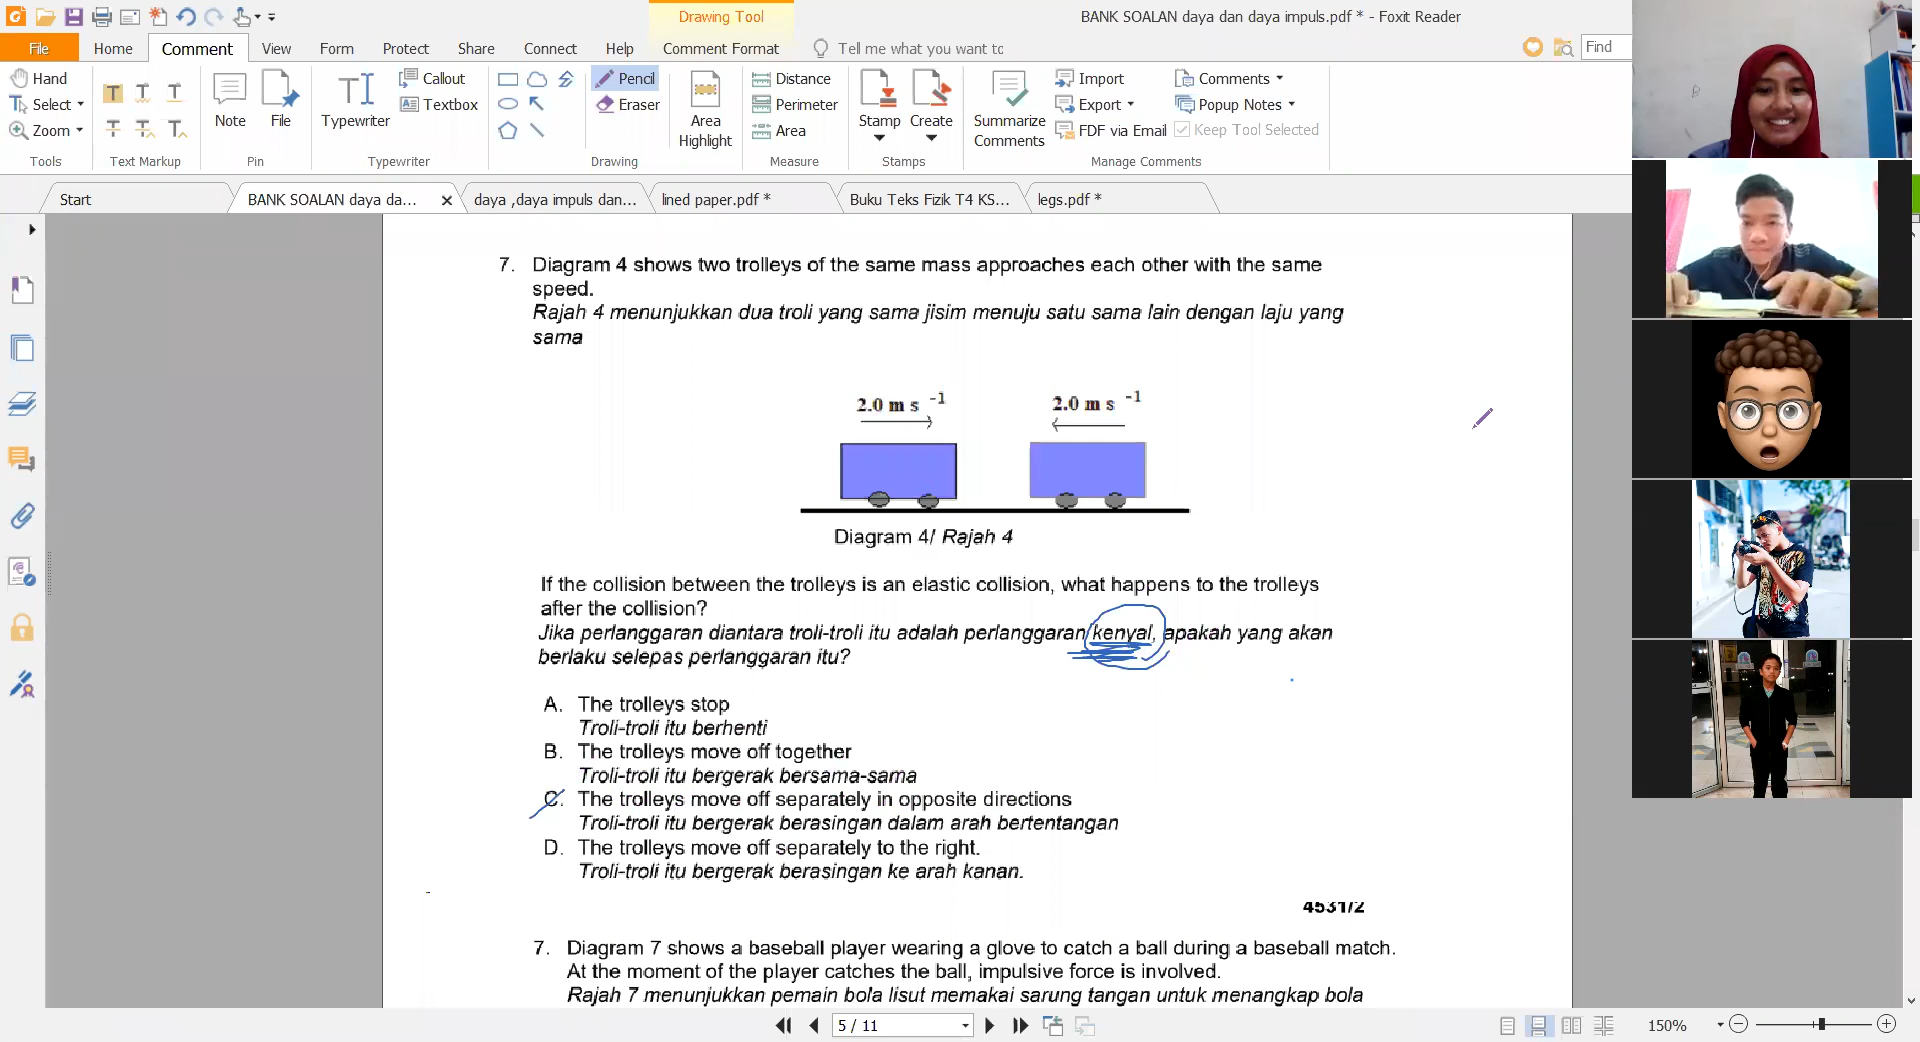 Drawing Tool
BANK SOALAN daya dan daya impuls.pdf * - Foxit Reader
File Home Comment View Form Protect Share Connect Help Comment Format Tell me what you want to Find
Hand
Select
Zoom
Tools
Text Markup
Note
File
Pin
Typewriter
Callout
Textbox
Typewriter
Pencil
Eraser
Drawing
Area Highlight
Distance
Perimeter
Area
Measure
Stamp
Create
Stamps
Summarize Comments
Import
Export
FDF via Email
Comments
Popup Notes
Keep Tool Selected
Manage Comments
Start
BANK SOALAN daya da...
daya ,daya impuls dan...
lined paper.pdf *
Buku Teks Fizik T4 KS...
legs.pdf *
7. Diagram 4 shows two trolleys of the same mass approaches each other with the same
speed.
Rajah 4 menunjukkan dua troli yang sama jisim menuju satu sama lain dengan laju yang
sama
2.0 m s -1
2.0 m s -1
Diagram 4/ Rajah 4
If the collision between the trolleys is an elastic collision, what happens to the trolleys
after the collision?
Jika perlanggaran diantara troli-troli itu adalah perlanggaran kenyal, apakah yang akan
berlaku selepas perlanggaran itu?
A. The trolleys stop
Troli-troli itu berhenti
B. The trolleys move off together
Troli-troli itu bergerak bersama-sama
C. The trolleys move off separately in opposite directions
Troli-troli itu bergerak berasingan dalam arah bertentangan
D. The trolleys move off separately to the right.
Troli-troli itu bergerak berasingan ke arah kanan.
4531/2
7. Diagram 7 shows a baseball player wearing a glove to catch a ball during a baseball match.
At the moment of the player catches the ball, impulsive force is involved.
Rajah 7 menunjukkan pemain bola lisut memakai sarung tangan untuk menangkap bola
5 / 11
150%